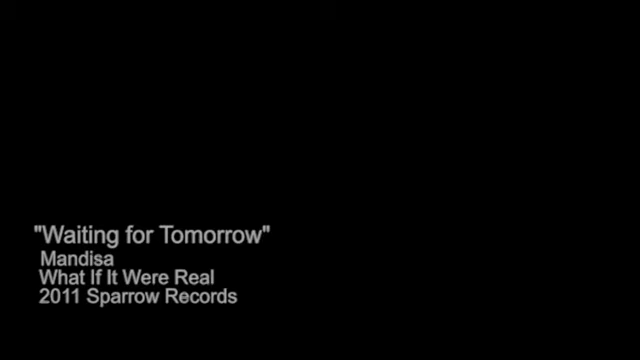 "Waiting for Tomorrow"
Mandisa
What If It Were Real
2011 Sparrow Records